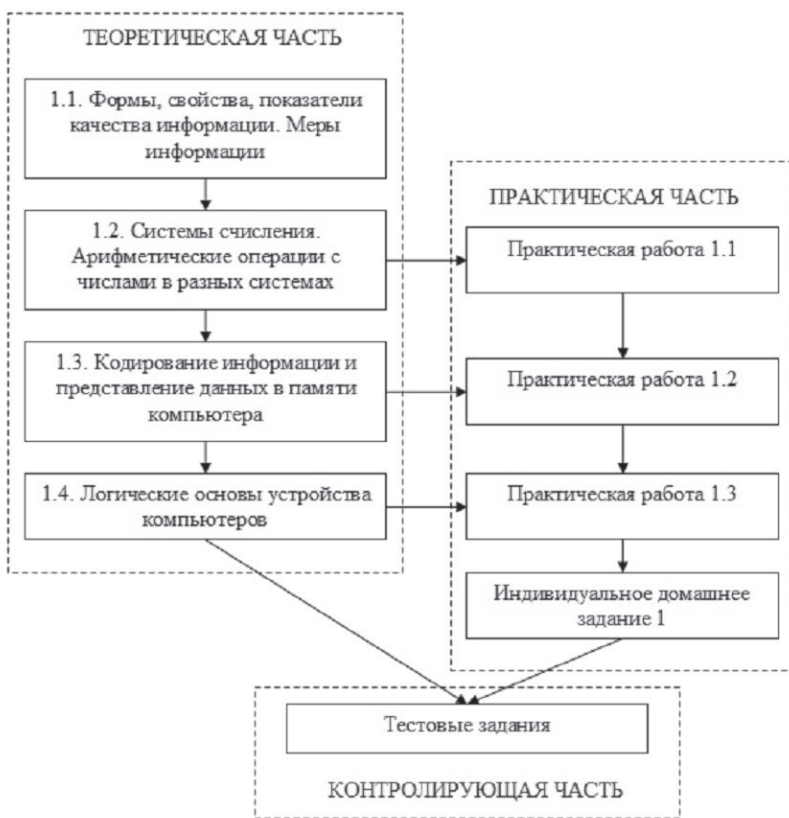 ТЕОРЕТИЧЕСКАЯ ЧАСТЬ
1.1. Формы, свойства, показатели
качества информации. Меры
информации
1.2. Системы счисления.
Арифметические операции с
числами в разных системах
1.3. Кодирование информации и
представление данных в памяти
компьютера
1.4. Логические основы устройства
компьютеров
ПРАКТИЧЕСКАЯ ЧАСТЬ
Практическая работа 1.1
Практическая работа 1.2
Практическая работа 1.3
Индивидуальное домашнее
задание 1
Тестовые задания
КОНТРОЛИРУЮЩАЯ ЧАСТЬ